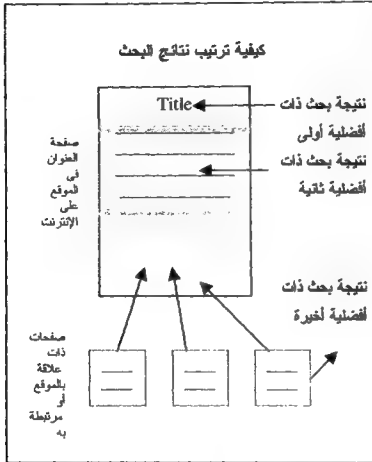 كيفية ترتيب نتائج البحث
Title
نتيجة بحث ذات
أفضلية أولى
نتيجة بحث ذات
أفضلية ثانية
صفحة
العنوان
فى
الموقع
على
الإنترنت
نتيجة بحث ذات
أفضلية أخيرة
صفحات
ذات
علاقة
بالموقع
أو
مرتبطة
به